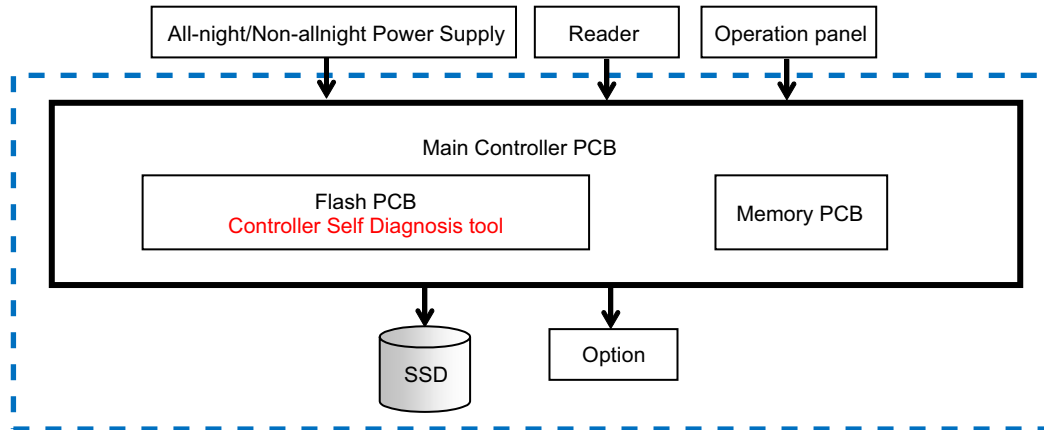 All-night/Non-allnight Power Supply
Reader
Operation panel
Main Controller PCB
Flash PCB
Controller Self Diagnosis tool
Memory PCB
SSD
Option